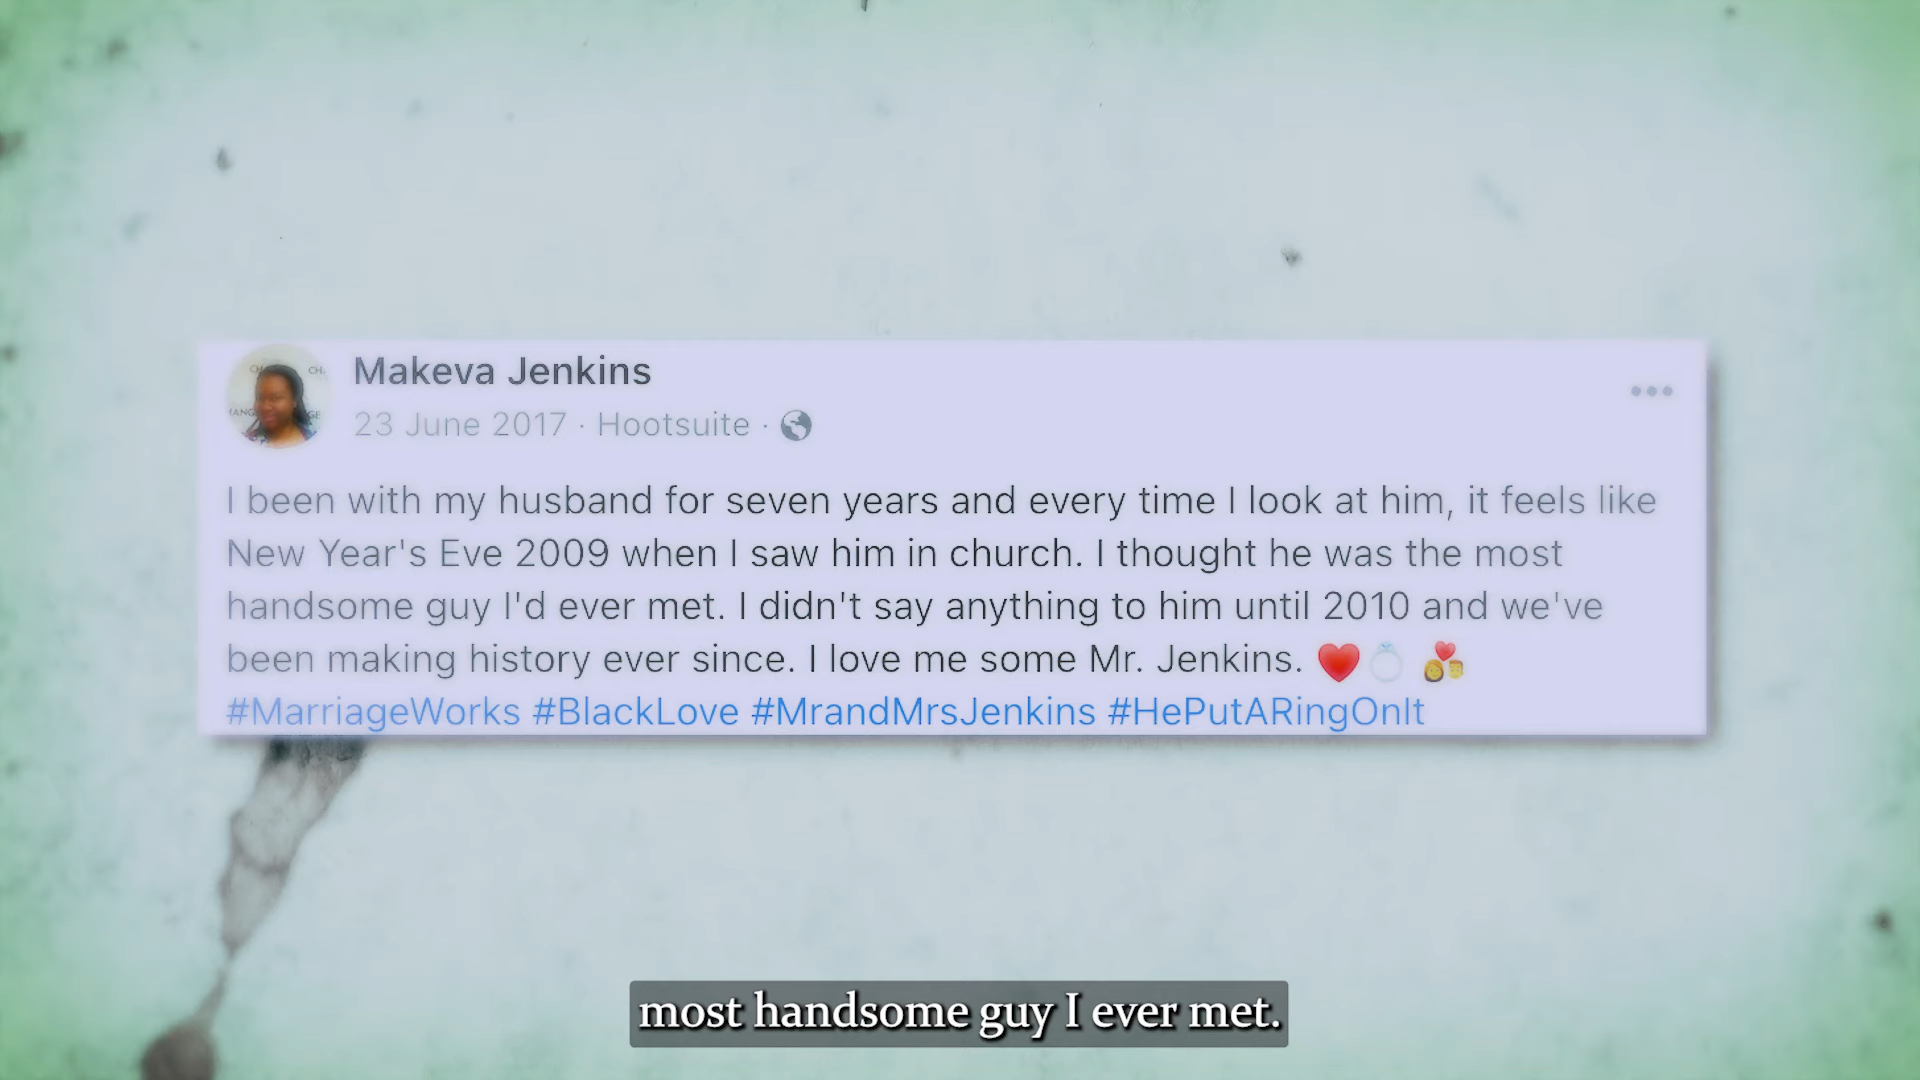 Makeva Jenkins
23 June 2017 · Hootsuite ·
I been with my husband for seven years and every time I look at him, it feels like
New Year's Eve 2009 when I saw him in church. I thought he was the most
handsome guy I'd ever met. I didn't say anything to him until 2010 and we've
been making history ever since. I love me some Mr. Jenkins. ❤️💍 💑
#MarriageWorks #BlackLove #MrandMrsJenkins #HePutARingOnIt
most handsome guy I ever met.